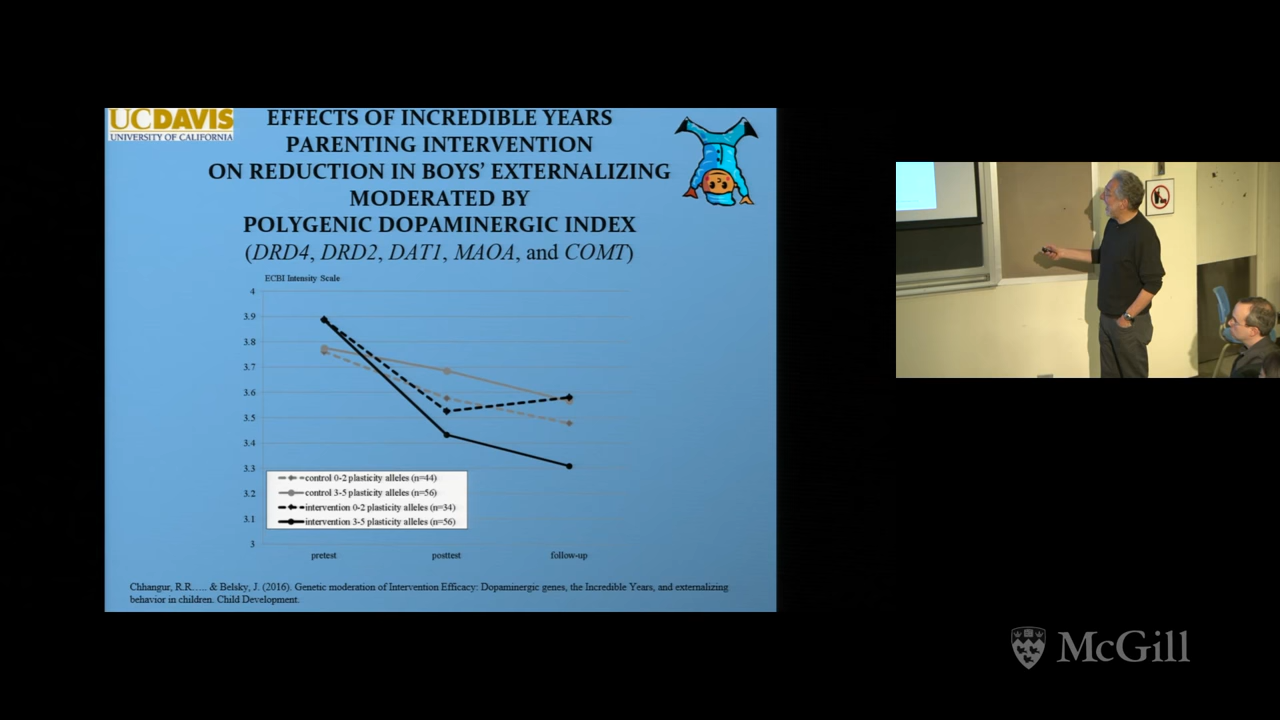 UCDAVIS
UNIVERSITY OF CALIFORNIA
EFFECTS OF INCREDIBLE YEARS
PARENTING INTERVENTION
ON REDUCTION IN BOYS' EXTERNALIZING
MODERATED BY
POLYGENIC DOPAMINERGIC INDEX
(DRD4, DRD2, DAT1, MAOA, and COMT)
ECBI Intensity Scale
4
3.9
3.8
3.7
3.6
3.5
3.4
3.3
3.2
3.1
3
control 0-2 plasticity alleles (n=44)
control 3-5 plasticity alleles (n=56)
intervention 0-2 plasticity alleles (n=34)
intervention 3-5 plasticity alleles (n=56)
pretest posttest follow-up
Chhangur, R.R..... & Belsky, J. (2016). Genetic moderation of Intervention Efficacy: Dopaminergic genes, the Incredible Years, and externalizing
behavior in children. Child Development.
McGill